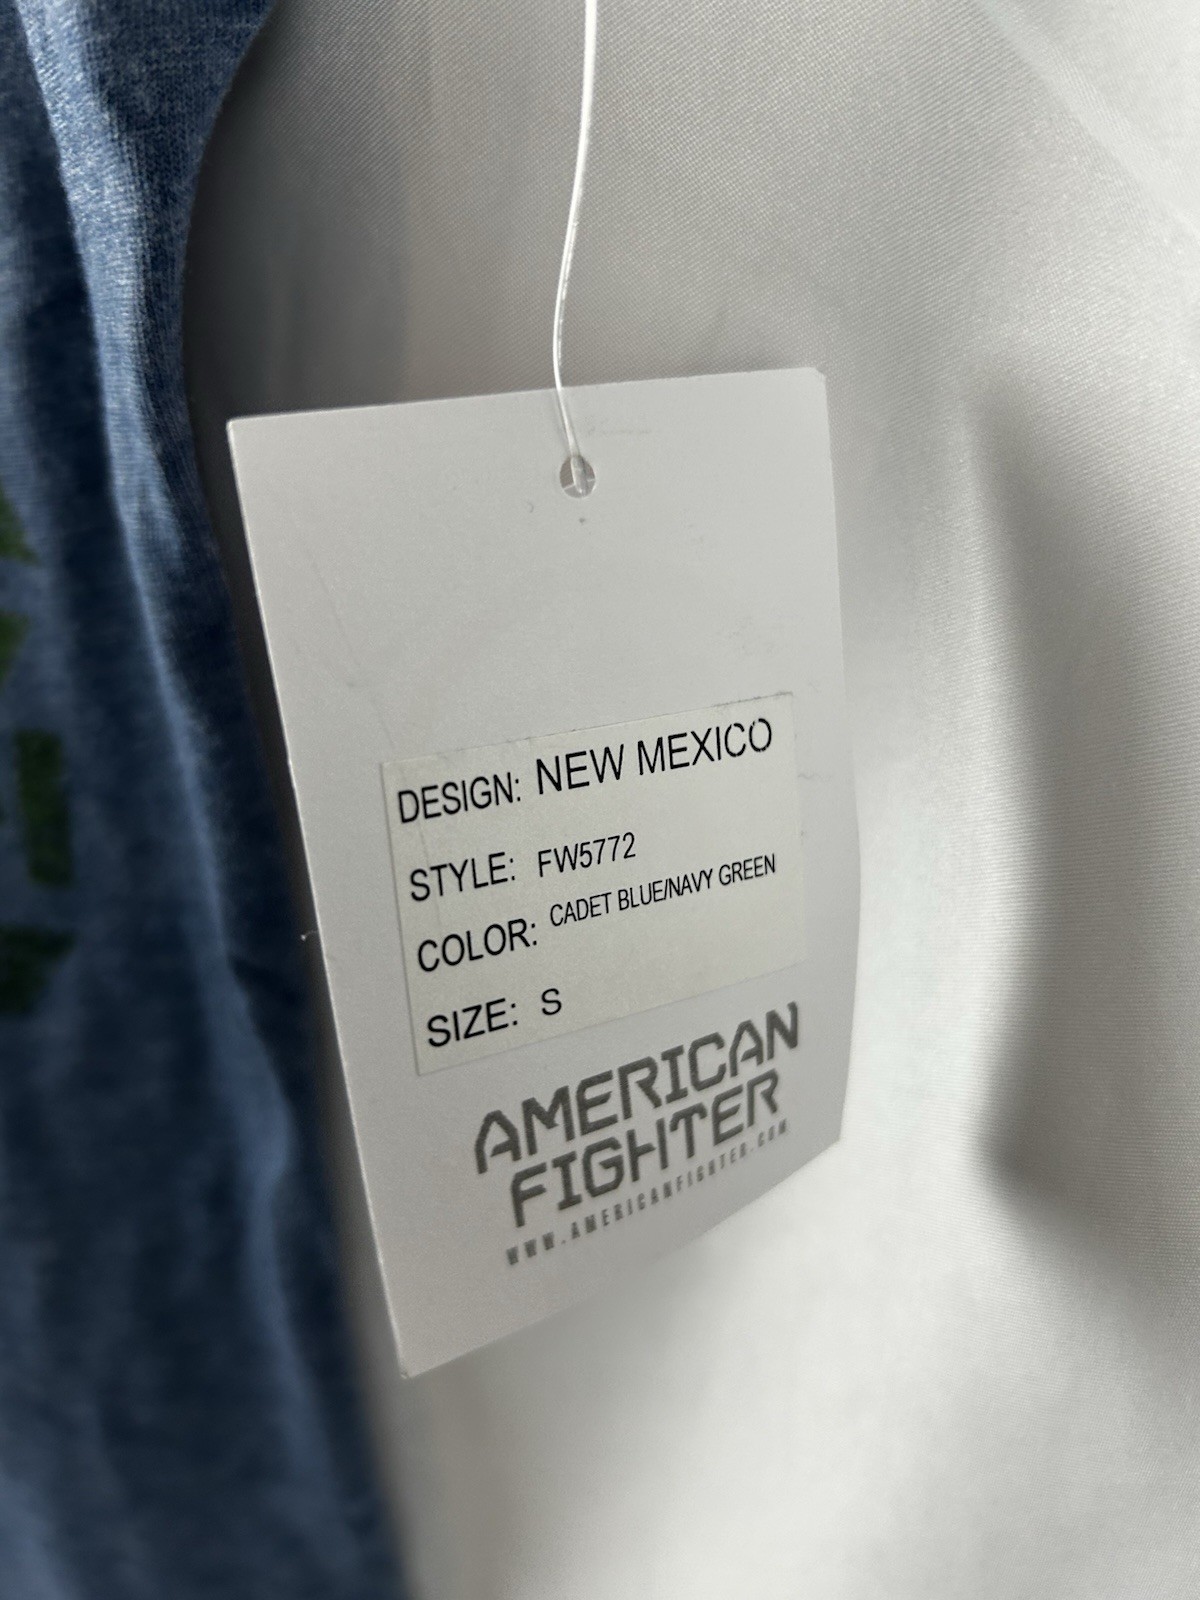 DESIGN: NEW MEXICO
STYLE: FW5772
COLOR: CADET BLUE/NAVY GREEN
SIZE: S
AMERICAN
FIGHTER
WWW.AMERICANFIGHTER.COM